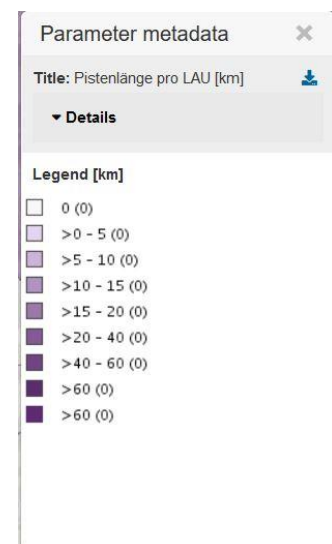 Parameter metadata
Title: Pistenlänge pro LAU [km]
Details
Legend [km]
0 (0)
>0 - 5 (0)
>5 - 10 (0)
>10 - 15 (0)
>15 - 20 (0)
>20 - 40 (0)
>40 - 60 (0)
>60 (0)
>60 (0)